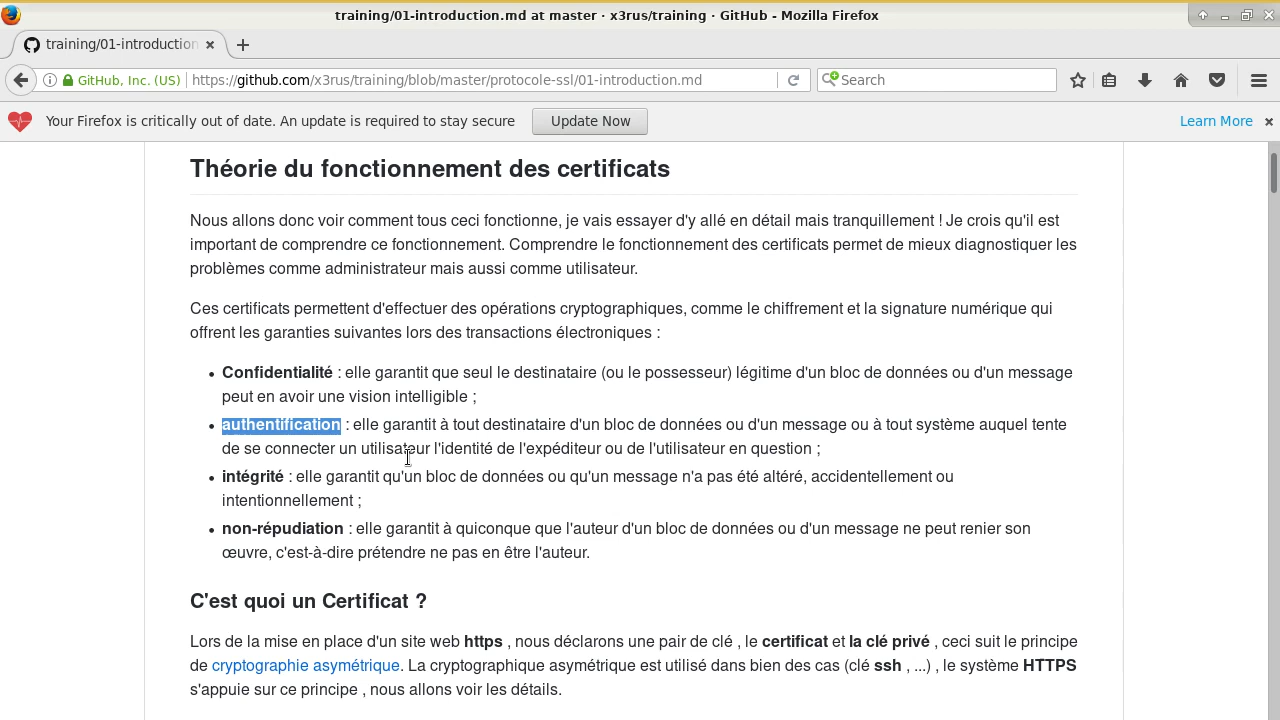 training/01-introduction.md at master · x3rus/training · GitHub - Mozilla Firefox
training/01-introduction
GitHub, Inc. (US)
https://github.com/x3rus/training/blob/master/protocole-ssl/01-introduction.md
Search
Your Firefox is critically out of date. An update is required to stay secure
Update Now
Learn More
Théorie du fonctionnement des certificats
Nous allons donc voir comment tous ceci fonctionne, je vais essayer d'y allé en détail mais tranquillement ! Je crois qu'il est
important de comprendre ce fonctionnement. Comprendre le fonctionnement des certificats permet de mieux diagnostiquer les
problèmes comme administrateur mais aussi comme utilisateur.
Ces certificats permettent d'effectuer des opérations cryptographiques, comme le chiffrement et la signature numérique qui
offrent les garanties suivantes lors des transactions électroniques :
• Confidentialité : elle garantit que seul le destinataire (ou le possesseur) légitime d'un bloc de données ou d'un message
peut en avoir une vision intelligible ;
• authentification : elle garantit à tout destinataire d'un bloc de données ou d'un message ou à tout système auquel tente
de se connecter un utilisateur l'identité de l'expéditeur ou de l'utilisateur en question ;
• intégrité : elle garantit qu'un bloc de données ou qu'un message n'a pas été altéré, accidentellement ou
intentionnellement ;
• non-répudiation : elle garantit à quiconque que l'auteur d'un bloc de données ou d'un message ne peut renier son
œuvre, c'est-à-dire prétendre ne pas en être l'auteur.
C'est quoi un Certificat ?
Lors de la mise en place d'un site web https , nous déclarons une pair de clé , le certificat et la clé privé , ceci suit le principe
de cryptographie asymétrique. La cryptographique asymétrique est utilisé dans bien des cas (clé ssh , ...) , le système HTTPS
s'appuie sur ce principe , nous allons voir les détails.